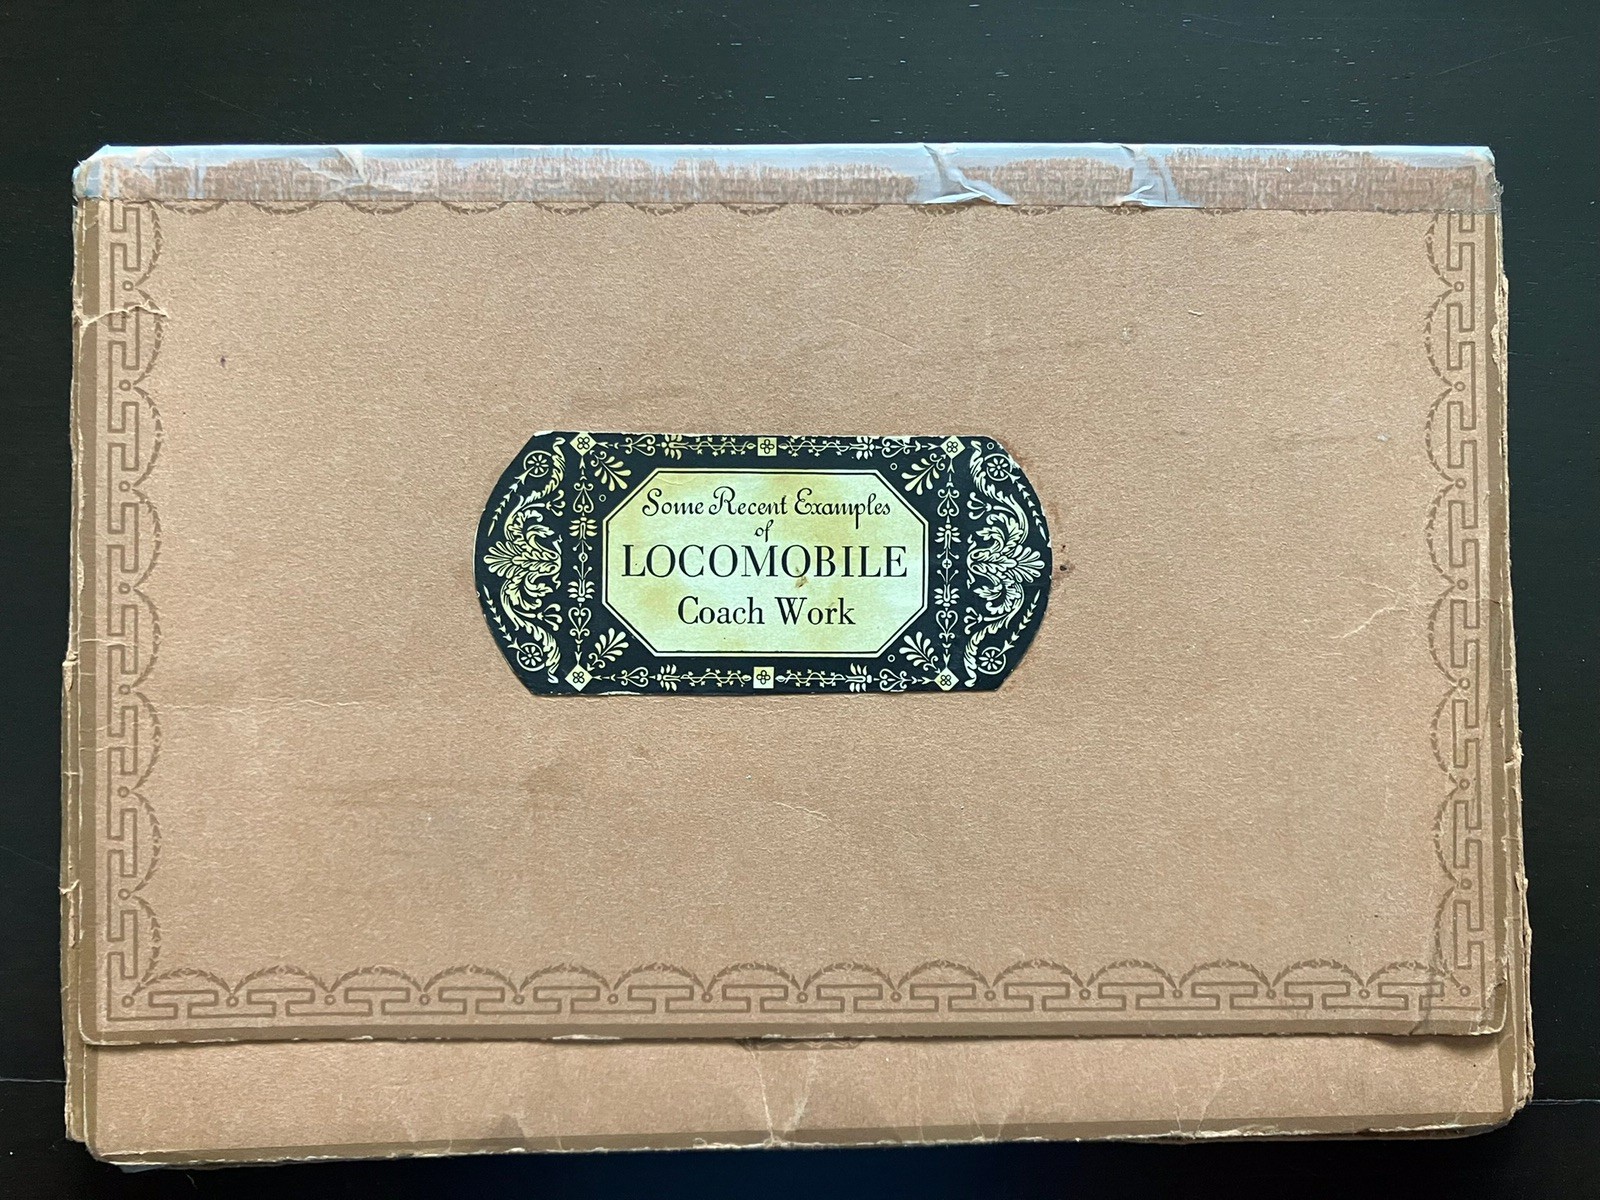 Some Recent Examples
of
LOCOMOBILE
Coach Work